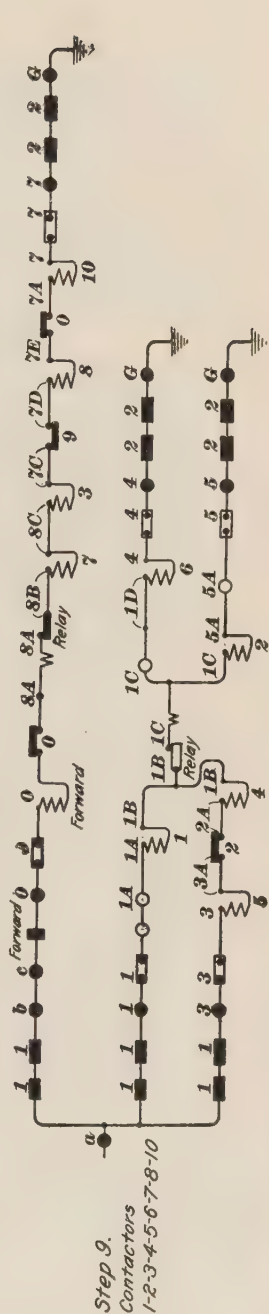 1 1 b c Forward 0 0 0 8A 8A 8B 8C 7C 7D 7E 7A 7 7 7 2 2 G
Forward Relay 7 3 9 8 0 10
a
Step 9.
Contactors
1-2-3-4-5-6-7-8-10
1 1 1 1 1A 1A 1B 1B 1C 1C 1D 4 4 4 2 2 G
1 Relay 6
1 1 3 3 3 3A 2A 1B 1C 5A 5A 5 5 2 2 G
5 2 4 2